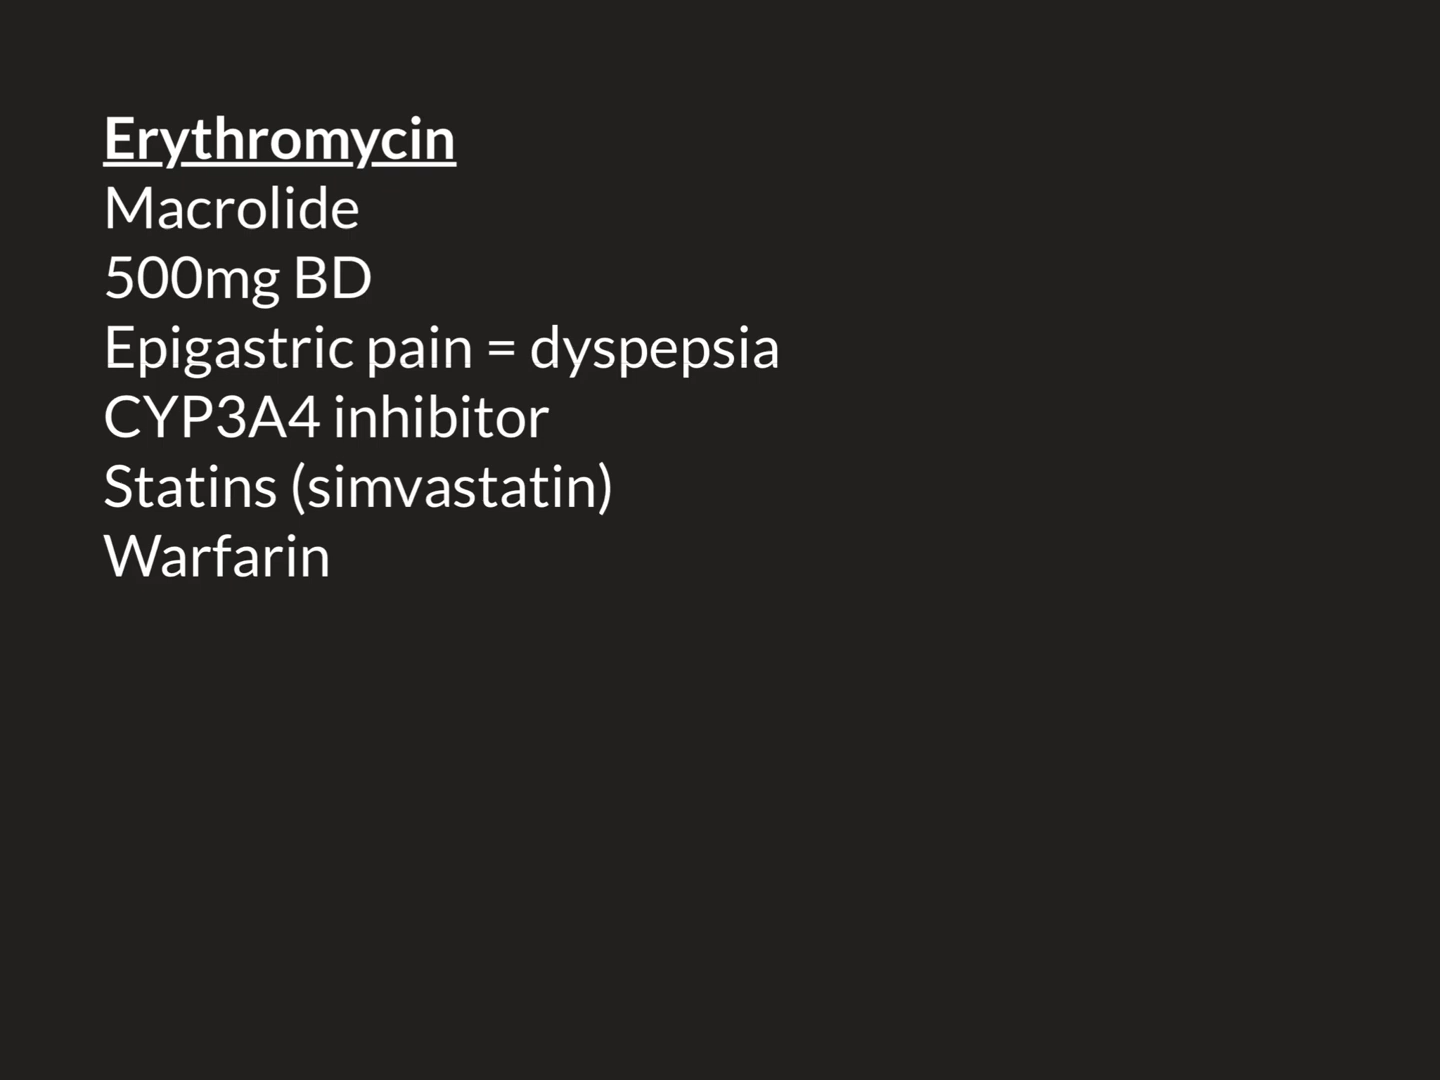 Erythromycin
Macrolide
500mg BD
Epigastric pain = dyspepsia
CYP3A4 inhibitor
Statins (simvastatin)
Warfarin